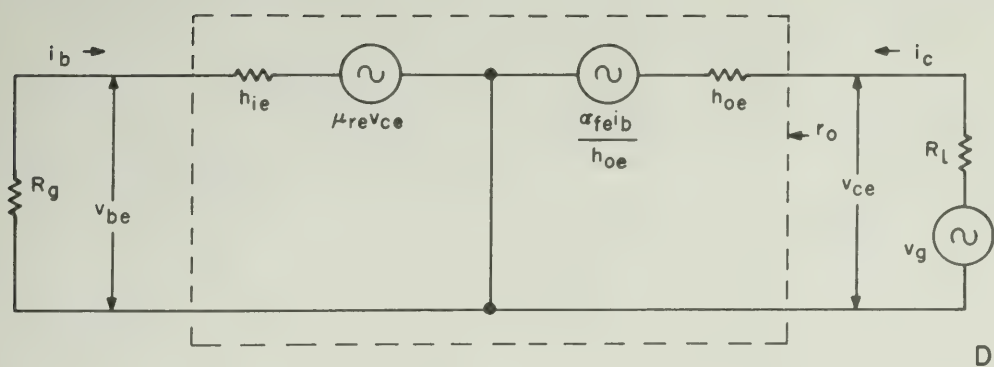 i_b
i_c
h_ie
μ_re v_ce
α_fe i_b
h_oe
h_oe
r_o
R_g
v_be
v_ce
R_l
v_g
D